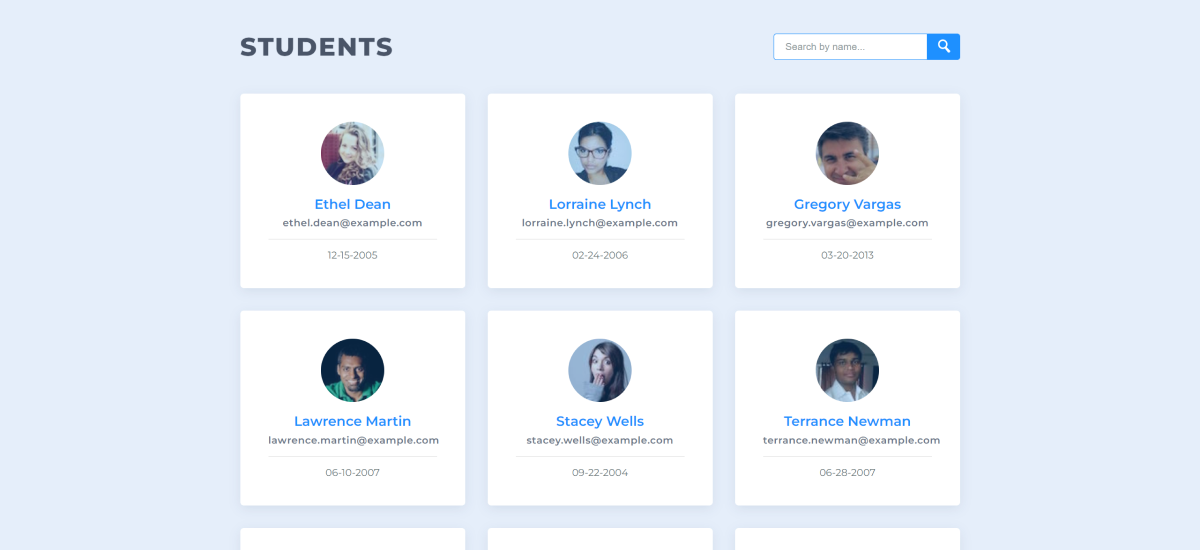 STUDENTS
Search by name...
Ethel Dean
ethel.dean@example.com
12-15-2005
Lorraine Lynch
lorraine.lynch@example.com
02-24-2006
Gregory Vargas
gregory.vargas@example.com
03-20-2013
Lawrence Martin
lawrence.martin@example.com
06-10-2007
Stacey Wells
stacey.wells@example.com
09-22-2004
Terrance Newman
terrance.newman@example.com
06-28-2007